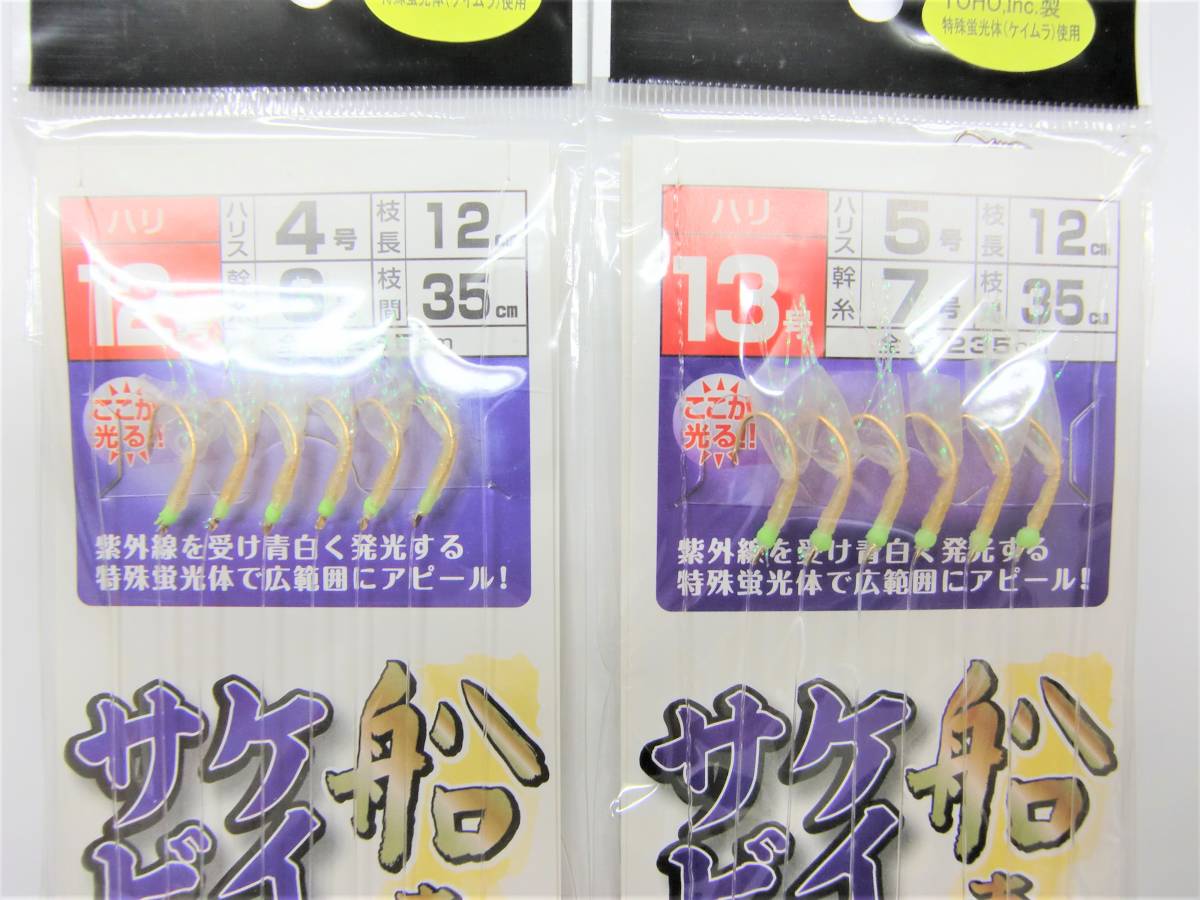 特殊蛍光体(ケイムラ)使用
ハリ
12
ハリス 4号
枝長 12cm
幹
枝間 35cm
ここが
光る!!
紫外線を受け青白く発光する
特殊蛍光体で広範囲にアピール!
船
ケイ
サビ
TOHO,Inc.製
特殊蛍光体(ケイムラ)使用
ハリ
13号
ハリス 5号
枝長 12cm
幹糸 7号
枝 35cm
全 235
ここが
光る!!
紫外線を受け青白く発光する
特殊蛍光体で広範囲にアピール!
船
ケイ
サビ